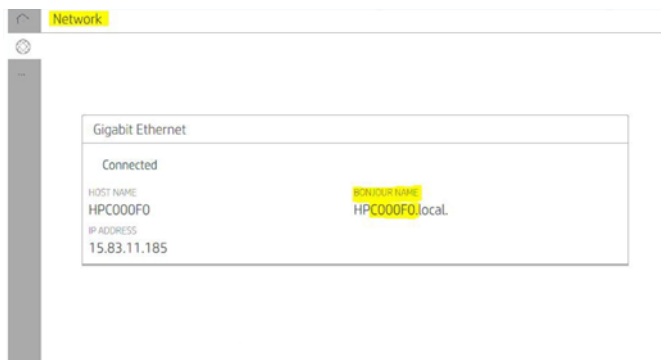 Network
Gigabit Ethernet
Connected
HOST NAME
HPC000F0
BONJOUR NAME
HPC000F0.local.
IP ADDRESS
15.83.11.185